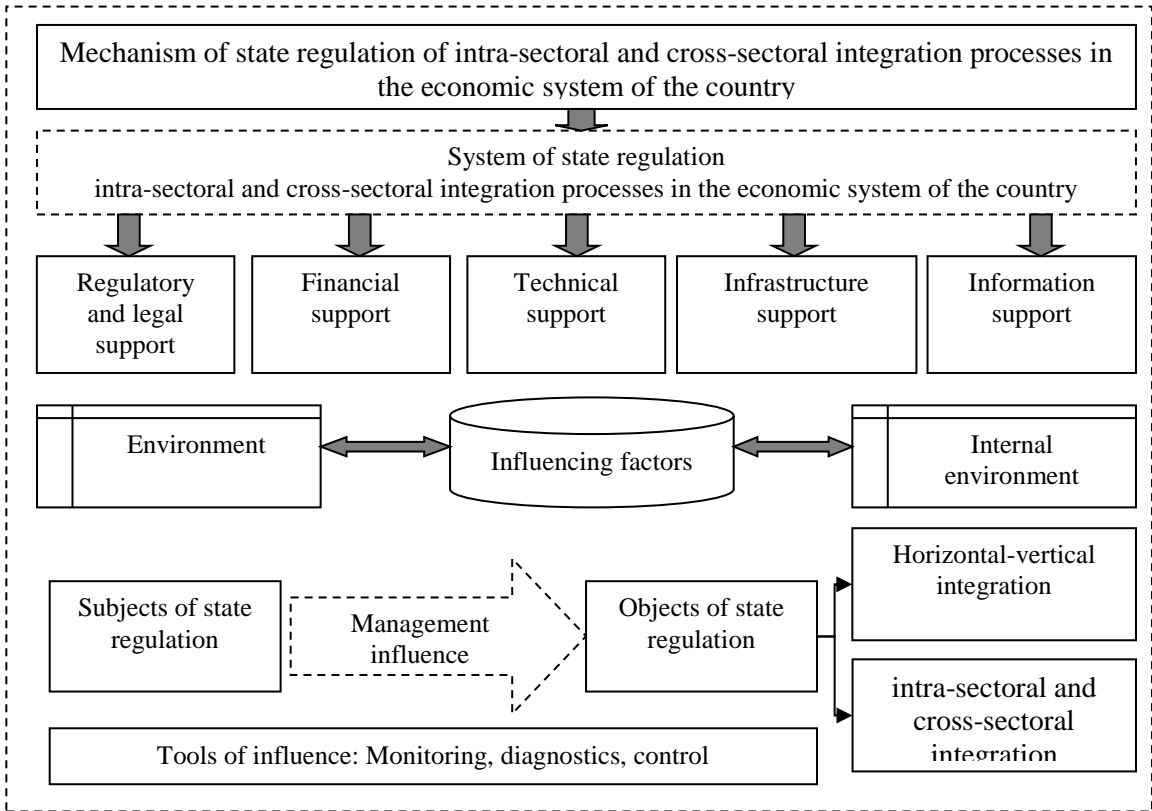 Mechanism of state regulation of intra-sectoral and cross-sectoral integration processes in
the economic system of the country
System of state regulation
intra-sectoral and cross-sectoral integration processes in the economic system of the country
Regulatory
and legal
support
Financial
support
Technical
support
Infrastructure
support
Information
support
Environment
Influencing factors
Internal
environment
Subjects of state
regulation
Management
influence
Objects of state
regulation
Horizontal-vertical
integration
intra-sectoral and
cross-sectoral
integration
Tools of influence: Monitoring, diagnostics, control